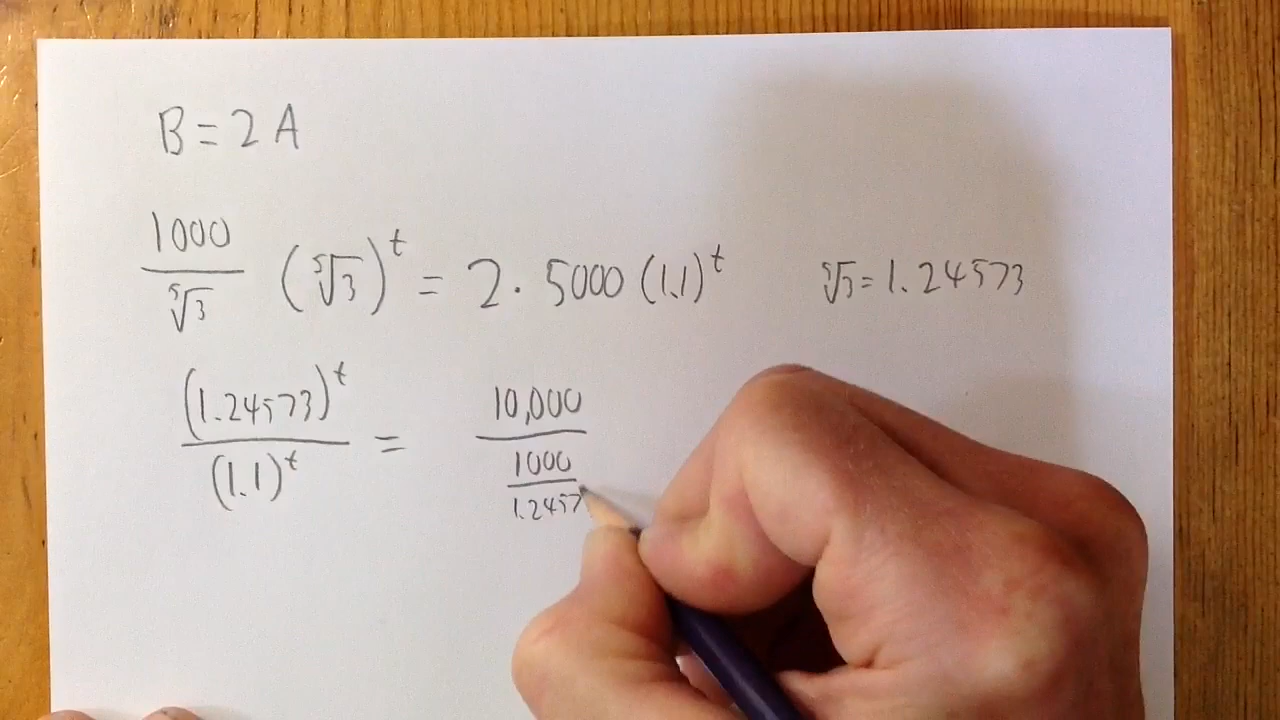 B = 2A
1000 / ⁵√3 (⁵√3)^t = 2 · 5000 (1.1)^t
⁵√3 = 1.24573
(1.24573)^t / (1.1)^t = 10,000 / (1000 / 1.2457